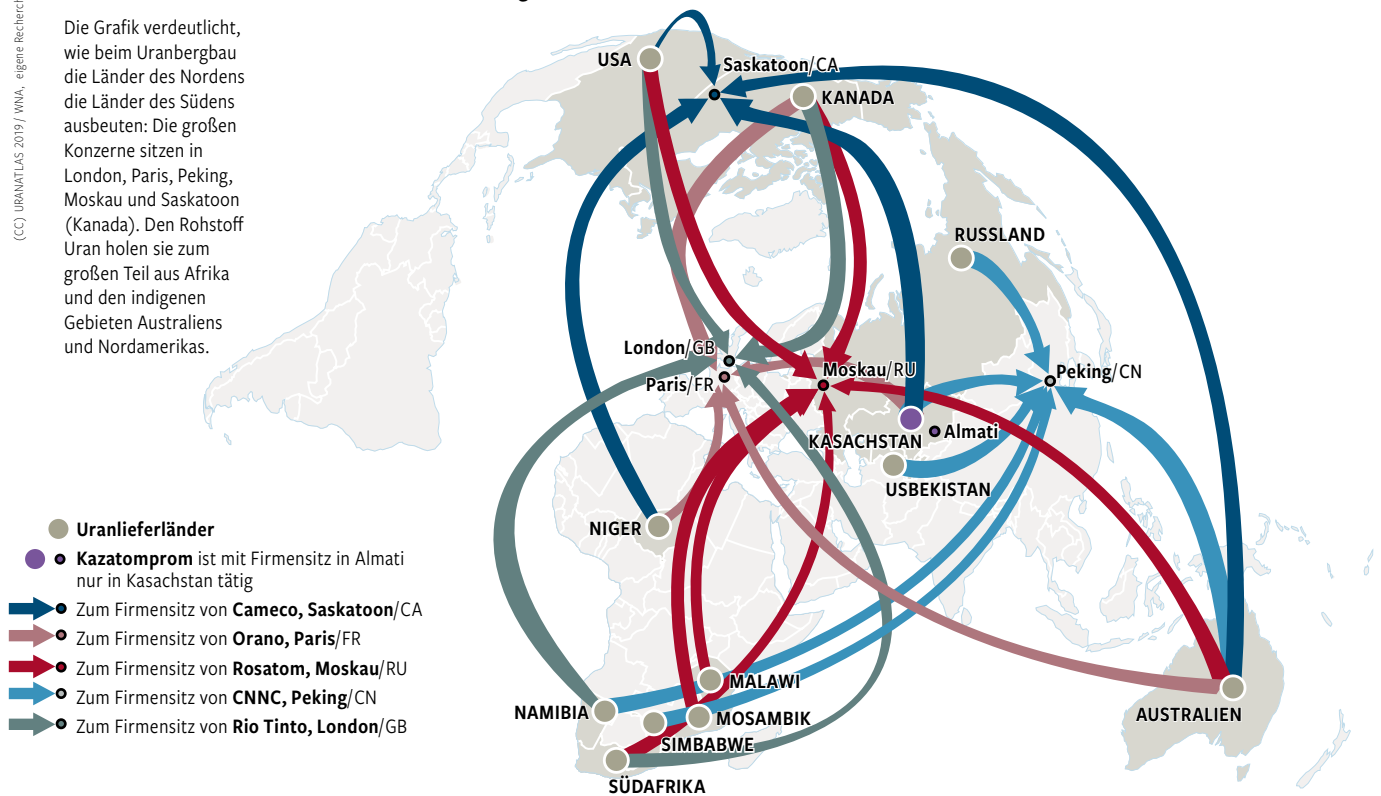 Die Grafik verdeutlicht,
wie beim Uranbergbau
die Länder des Nordens
die Länder des Südens
ausbeuten: Die großen
Konzerne sitzen in
London, Paris, Peking,
Moskau und Saskatoon
(Kanada). Den Rohstoff
Uran holen sie zum
großen Teil aus Afrika
und den indigenen
Gebieten Australiens
und Nordamerikas.
(CC) URANATLAS 2019 / WNA, eigene
USA
Saskatoon/CA
KANADA
RUSSLAND
London/GB
Paris/FR
Moskau/RU
Peking/CN
KASACHSTAN
Almati
USBEKISTAN
NIGER
MALAWI
NAMIBIA
MOSAMBIK
SIMBABWE
SÜDAFRIKA
AUSTRALIEN
Uranlieferländer
Kazatomprom ist mit Firmensitz in Almati
nur in Kasachstan tätig
Zum Firmensitz von Cameco, Saskatoon/CA
Zum Firmensitz von Orano, Paris/FR
Zum Firmensitz von Rosatom, Moskau/RU
Zum Firmensitz von CNNC, Peking/CN
Zum Firmensitz von Rio Tinto, London/GB